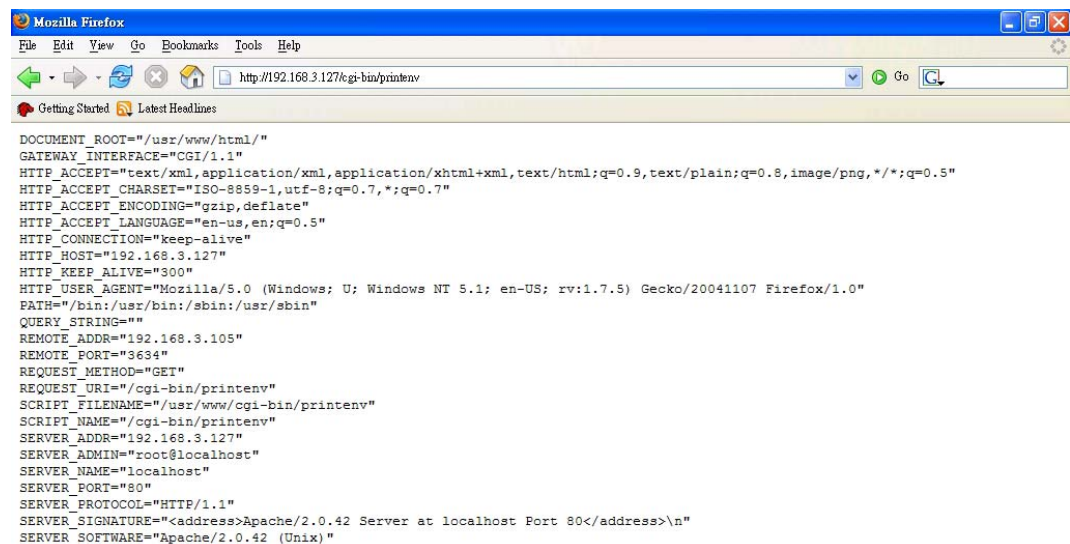 Mozilla Firefox
File Edit View Go Bookmarks Tools Help
http://192.168.3.127/cgi-bin/printenv Go G
Getting Started Latest Headlines
DOCUMENT_ROOT="/usr/www/html/"
GATEWAY_INTERFACE="CGI/1.1"
HTTP_ACCEPT="text/xml,application/xml,application/xhtml+xml,text/html;q=0.9,text/plain;q=0.8,image/png,*/*;q=0.5"
HTTP_ACCEPT_CHARSET="ISO-8859-1,utf-8;q=0.7,*;q=0.7"
HTTP_ACCEPT_ENCODING="gzip,deflate"
HTTP_ACCEPT_LANGUAGE="en-us,en;q=0.5"
HTTP_CONNECTION="keep-alive"
HTTP_HOST="192.168.3.127"
HTTP_KEEP_ALIVE="300"
HTTP_USER_AGENT="Mozilla/5.0 (Windows; U; Windows NT 5.1; en-US; rv:1.7.5) Gecko/20041107 Firefox/1.0"
PATH="/bin:/usr/bin:/sbin:/usr/sbin"
QUERY_STRING=""
REMOTE_ADDR="192.168.3.105"
REMOTE_PORT="3634"
REQUEST_METHOD="GET"
REQUEST_URI="/cgi-bin/printenv"
SCRIPT_FILENAME="/usr/www/cgi-bin/printenv"
SCRIPT_NAME="/cgi-bin/printenv"
SERVER_ADDR="192.168.3.127"
SERVER_ADMIN="root@localhost"
SERVER_NAME="localhost"
SERVER_PORT="80"
SERVER_PROTOCOL="HTTP/1.1"
SERVER_SIGNATURE="<address>Apache/2.0.42 Server at localhost Port 80</address>\n"
SERVER_SOFTWARE="Apache/2.0.42 (Unix)"